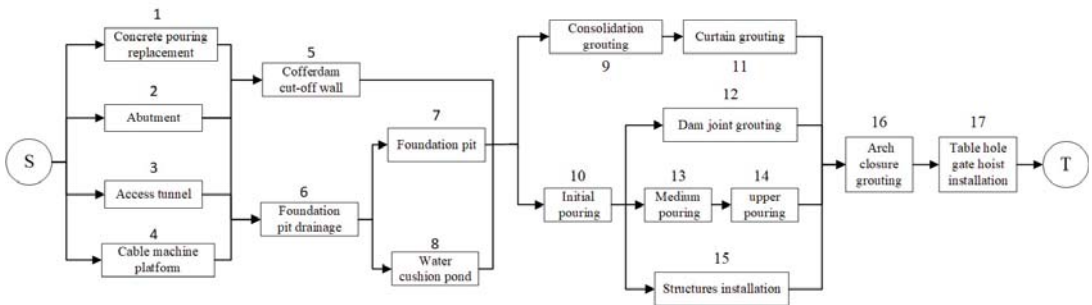 S
1
Concrete pouring
replacement
2
Abutment
3
Access tunnel
4
Cable machine
platform
5
Cofferdam
cut-off wall
6
Foundation
pit drainage
7
Foundation pit
8
Water
cushion pond
Consolidation
grouting
9
Curtain grouting
11
10
Initial
pouring
12
Dam joint grouting
13
Medium
pouring
14
upper
pouring
15
Structures installation
16
Arch
closure
grouting
17
Table hole
gate hoist
installation
T